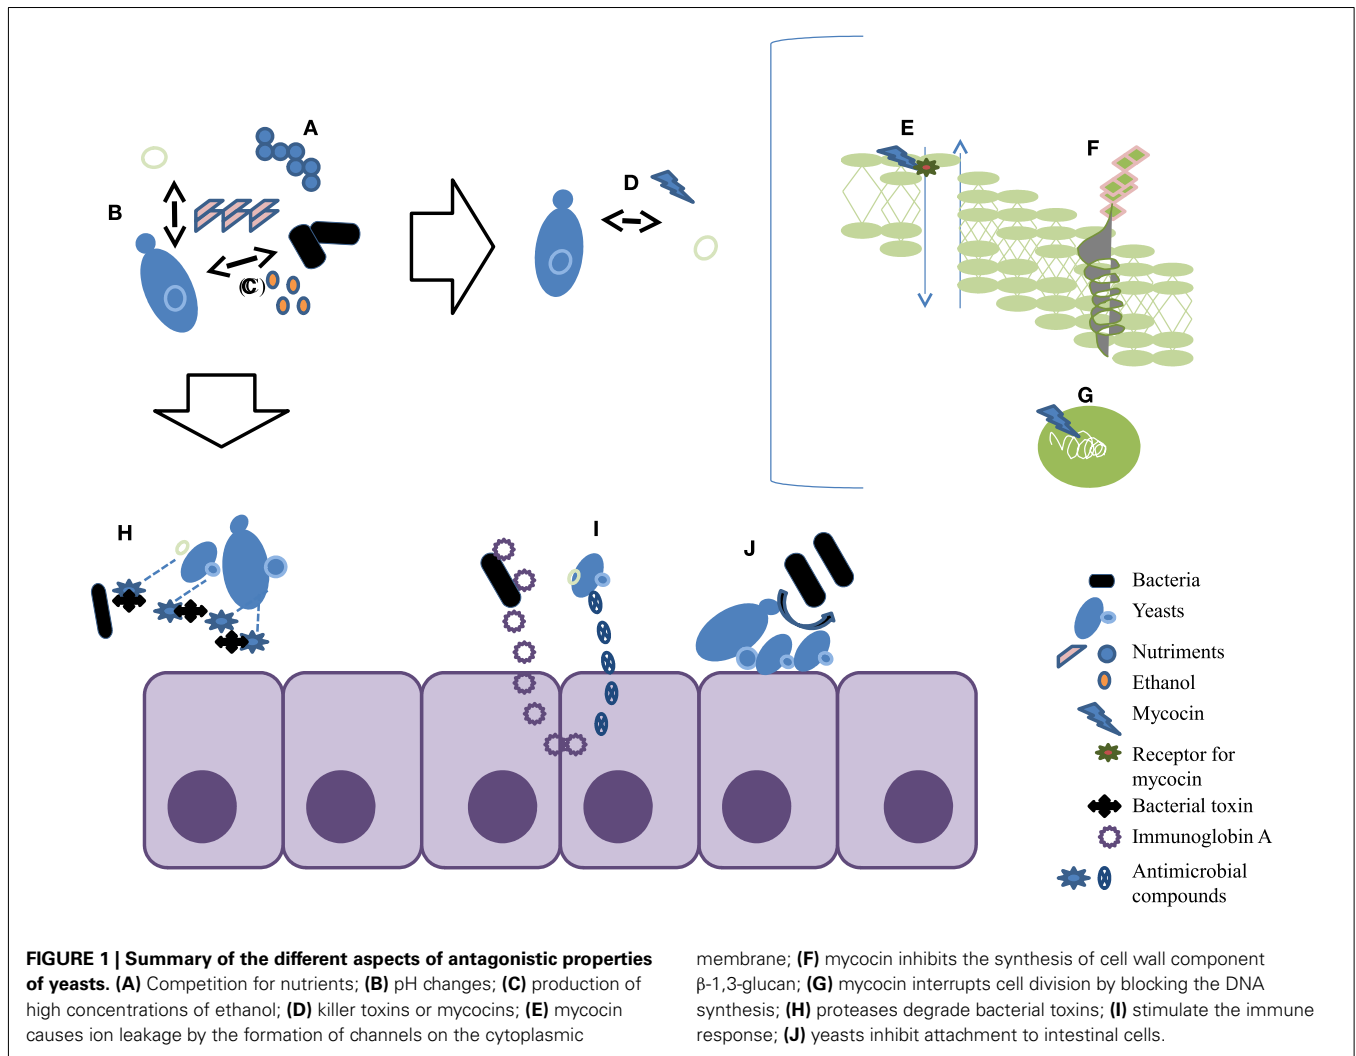 A
B
(C)
D
E
F
G
H
I
J
Bacteria
Yeasts
Nutriments
Ethanol
Mycocin
Receptor for
mycocin
Bacterial toxin
Immunoglobin A
Antimicrobial
compounds
FIGURE 1 | Summary of the different aspects of antagonistic properties
of yeasts. (A) Competition for nutrients; (B) pH changes; (C) production of
high concentrations of ethanol; (D) killer toxins or mycocins; (E) mycocin
causes ion leakage by the formation of channels on the cytoplasmic
membrane; (F) mycocin inhibits the synthesis of cell wall component
β-1,3-glucan; (G) mycocin interrupts cell division by blocking the DNA
synthesis; (H) proteases degrade bacterial toxins; (I) stimulate the immune
response; (J) yeasts inhibit attachment to intestinal cells.